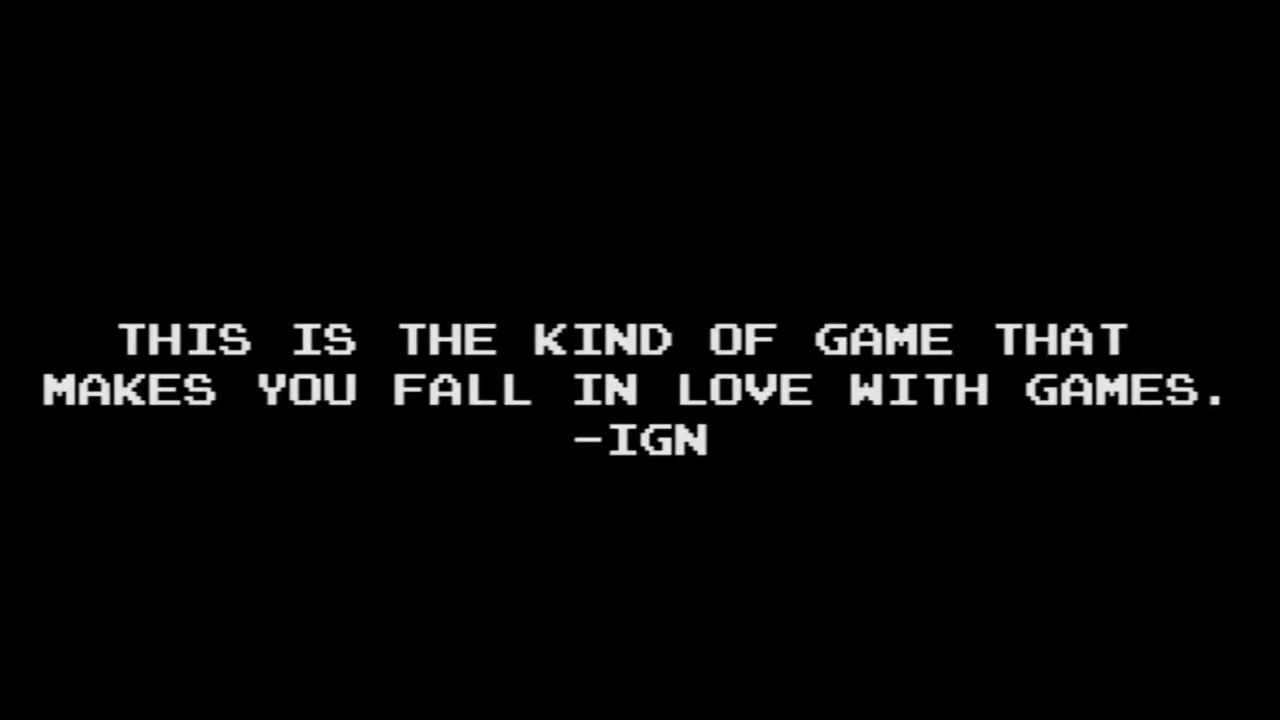 THIS IS THE KIND OF GAME THAT
MAKES YOU FALL IN LOVE WITH GAMES.
-IGN